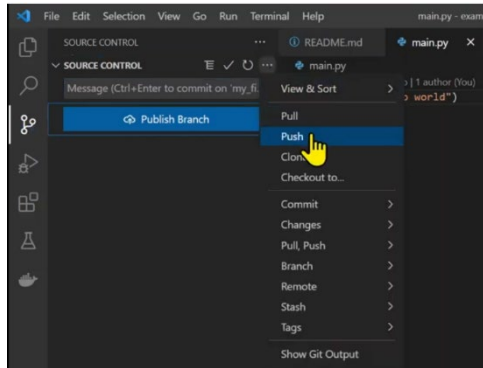 File Edit Selection View Go Run Terminal Help main.py - exam
SOURCE CONTROL ··· README.md main.py ×
SOURCE CONTROL ··· main.py
Message (Ctrl+Enter to commit on 'my_fi.
Publish Branch
View & Sort
Pull
Push
Clon
Checkout to...
Commit
Changes
Pull, Push
Branch
Remote
Stash
Tags
Show Git Output
| 1 author (You)
o world")